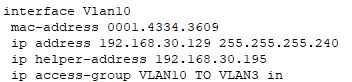 interface Vlan10
mac-address 0001.4334.3609
ip address 192.168.30.129 255.255.255.240
ip helper-address 192.168.30.195
ip access-group VLAN10 TO VLAN3 in